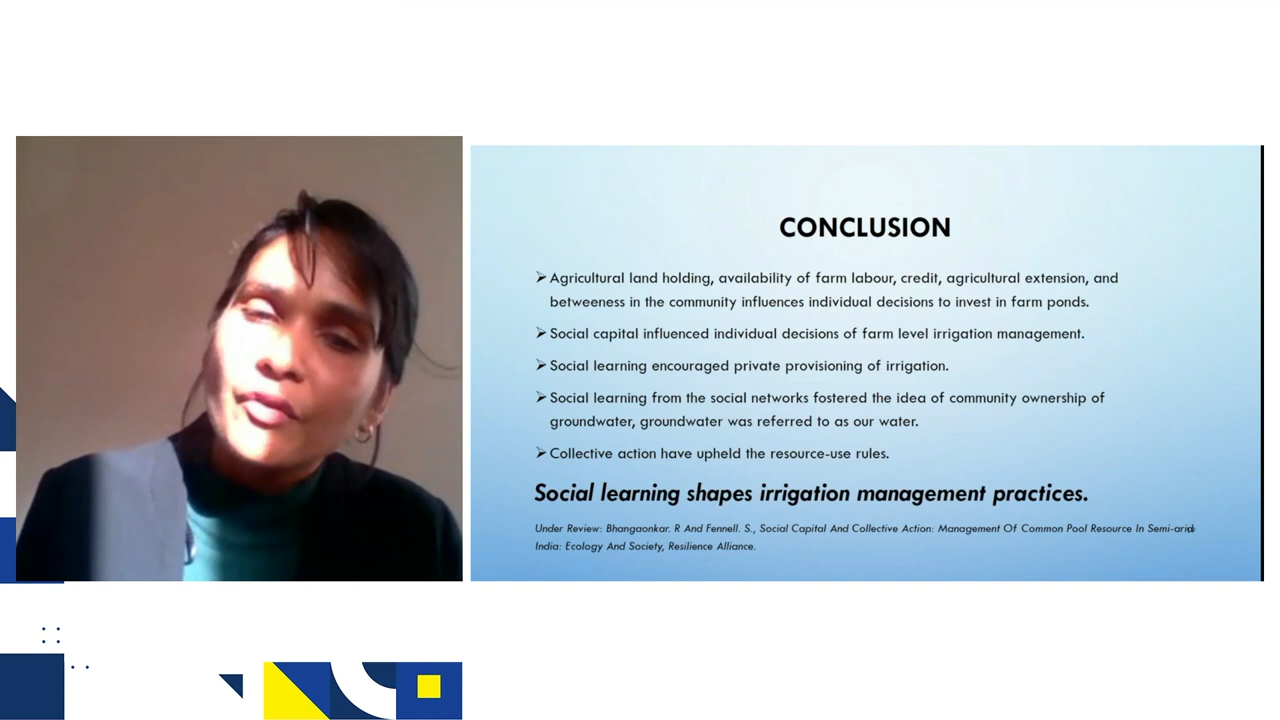 CONCLUSION
➢Agricultural land holding, availability of farm labour, credit, agricultural extension, and
betweeness in the community influences individual decisions to invest in farm ponds.
➢Social capital influenced individual decisions of farm level irrigation management.
➢Social learning encouraged private provisioning of irrigation.
➢Social learning from the social networks fostered the idea of community ownership of
groundwater, groundwater was referred to as our water.
➢Collective action have upheld the resource-use rules.
Social learning shapes irrigation management practices.
Under Review: Bhangaonkar. R And Fennell. S., Social Capital And Collective Action: Management Of Common Pool Resource In Semi-arid
India: Ecology And Society, Resilience Alliance.